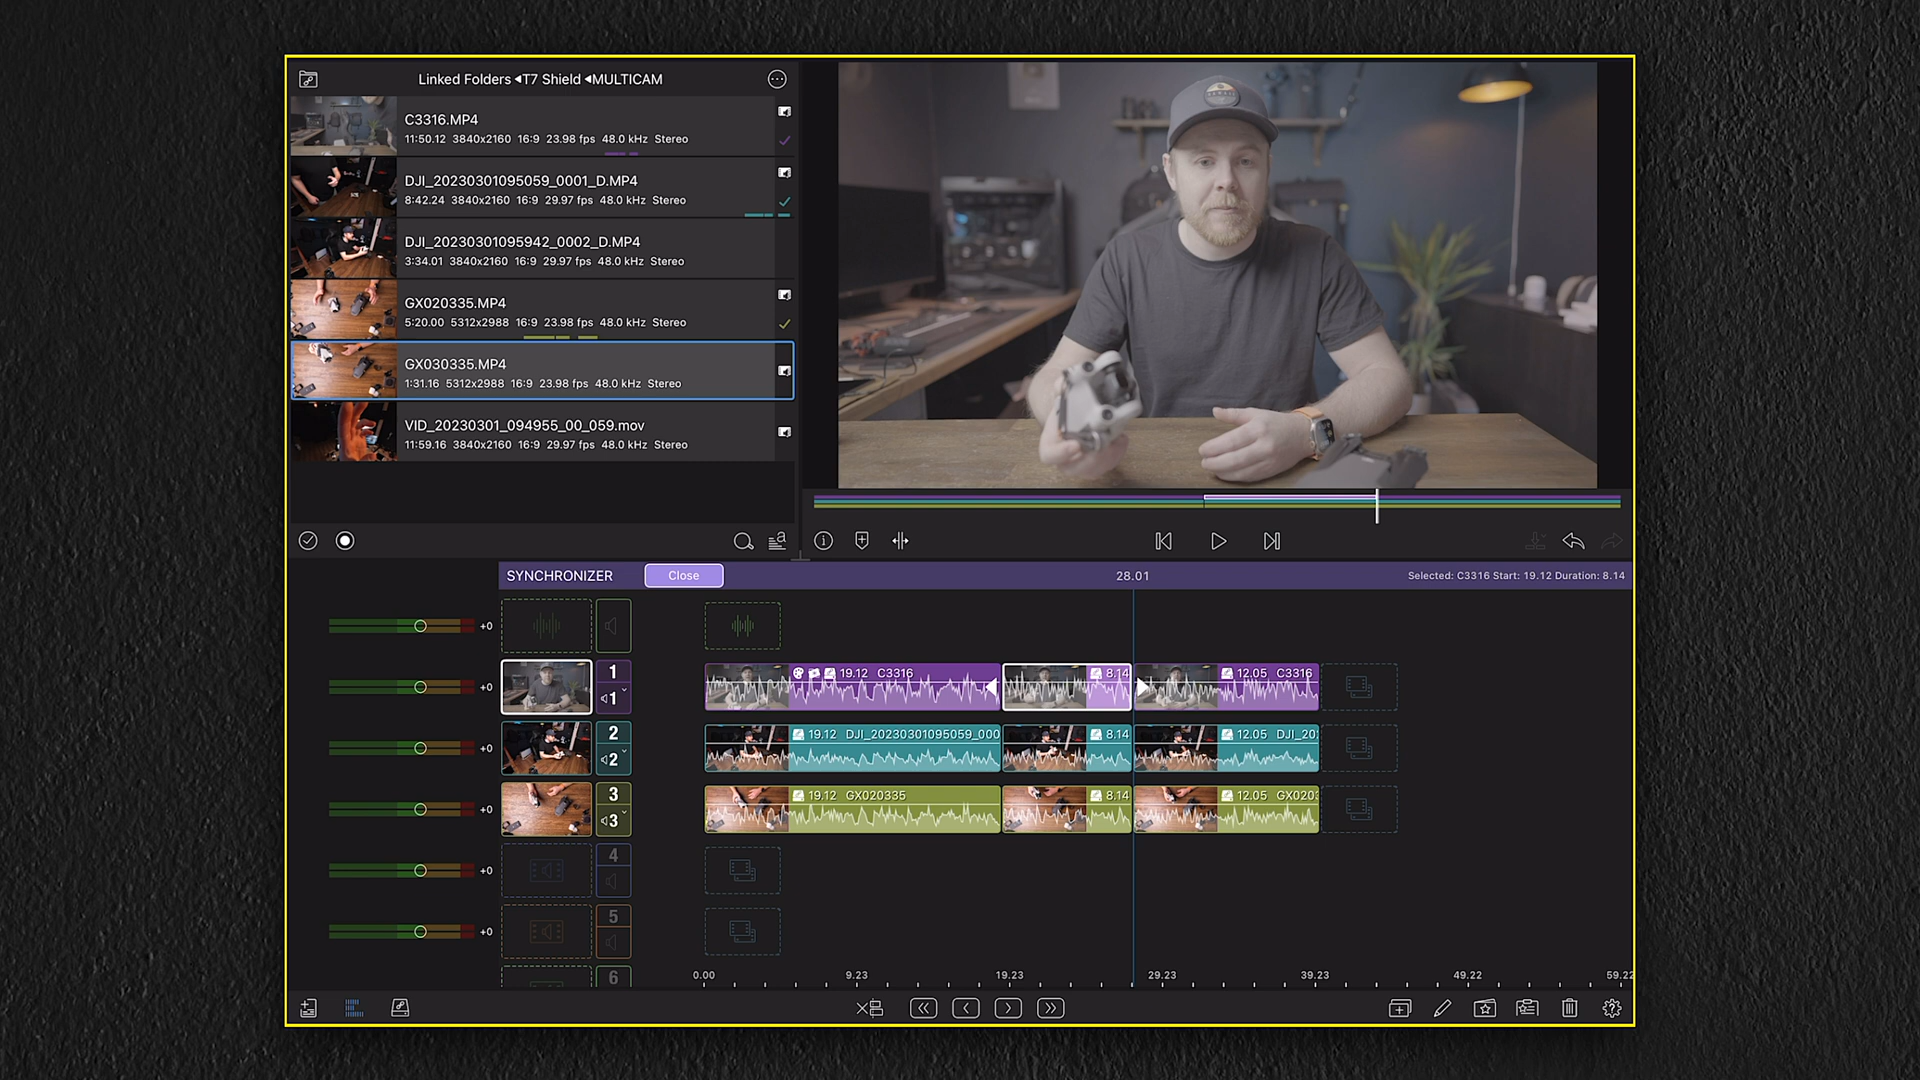 Linked Folders ◀T7 Shield ◀MULTICAM
C3316.MP4
11:50.12 3840x2160 16:9 23.98 fps 48.0 kHz Stereo
DJI_20230301095059_0001_D.MP4
8:42.24 3840x2160 16:9 29.97 fps 48.0 kHz Stereo
DJI_20230301095942_0002_D.MP4
3:34.01 3840x2160 16:9 29.97 fps 48.0 kHz Stereo
GX020335.MP4
5:20.00 5312x2988 16:9 23.98 fps 48.0 kHz Stereo
GX030335.MP4
1:31.16 5312x2988 16:9 23.98 fps 48.0 kHz Stereo
VID_20230301_094955_00_059.mov
11:59.16 3840x2160 16:9 29.97 fps 48.0 kHz Stereo
SYNCHRONIZER Close 28.01 Selected: C3316 Start: 19.12 Duration: 8.14
+0
+0 1 1 19.12 C3316 8.14 12.05 C3316
+0 2 2 19.12 DJI_20230301095059_000 8.14 12.05 DJI_20
+0 3 3 19.12 GX020335 8.14 12.05 GX020
+0 4
+0 5
6
0.00 9.23 19.23 29.23 39.23 49.22 59.22